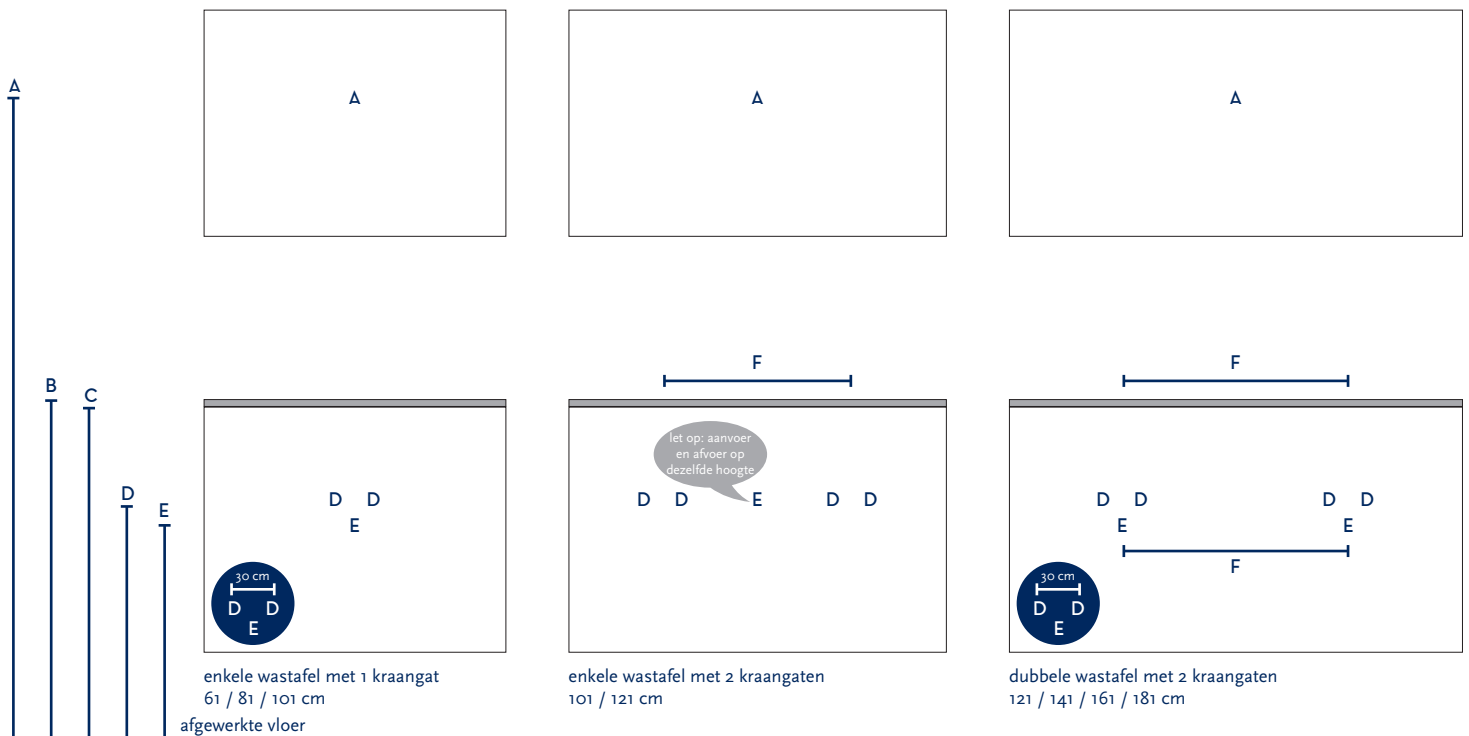 A
A
A
A
B
C
D
E
F
F
D D
E
let op: aanvoer
en afvoer op
dezelfde hoogte
D D E D D
D D D D
E E
F
30 cm
D D
E
30 cm
D D
E
enkele wastafel met 1 kraangat
61 / 81 / 101 cm
enkele wastafel met 2 kraangaten
101 / 121 cm
dubbele wastafel met 2 kraangaten
121 / 141 / 161 / 181 cm
afgewerkte vloer